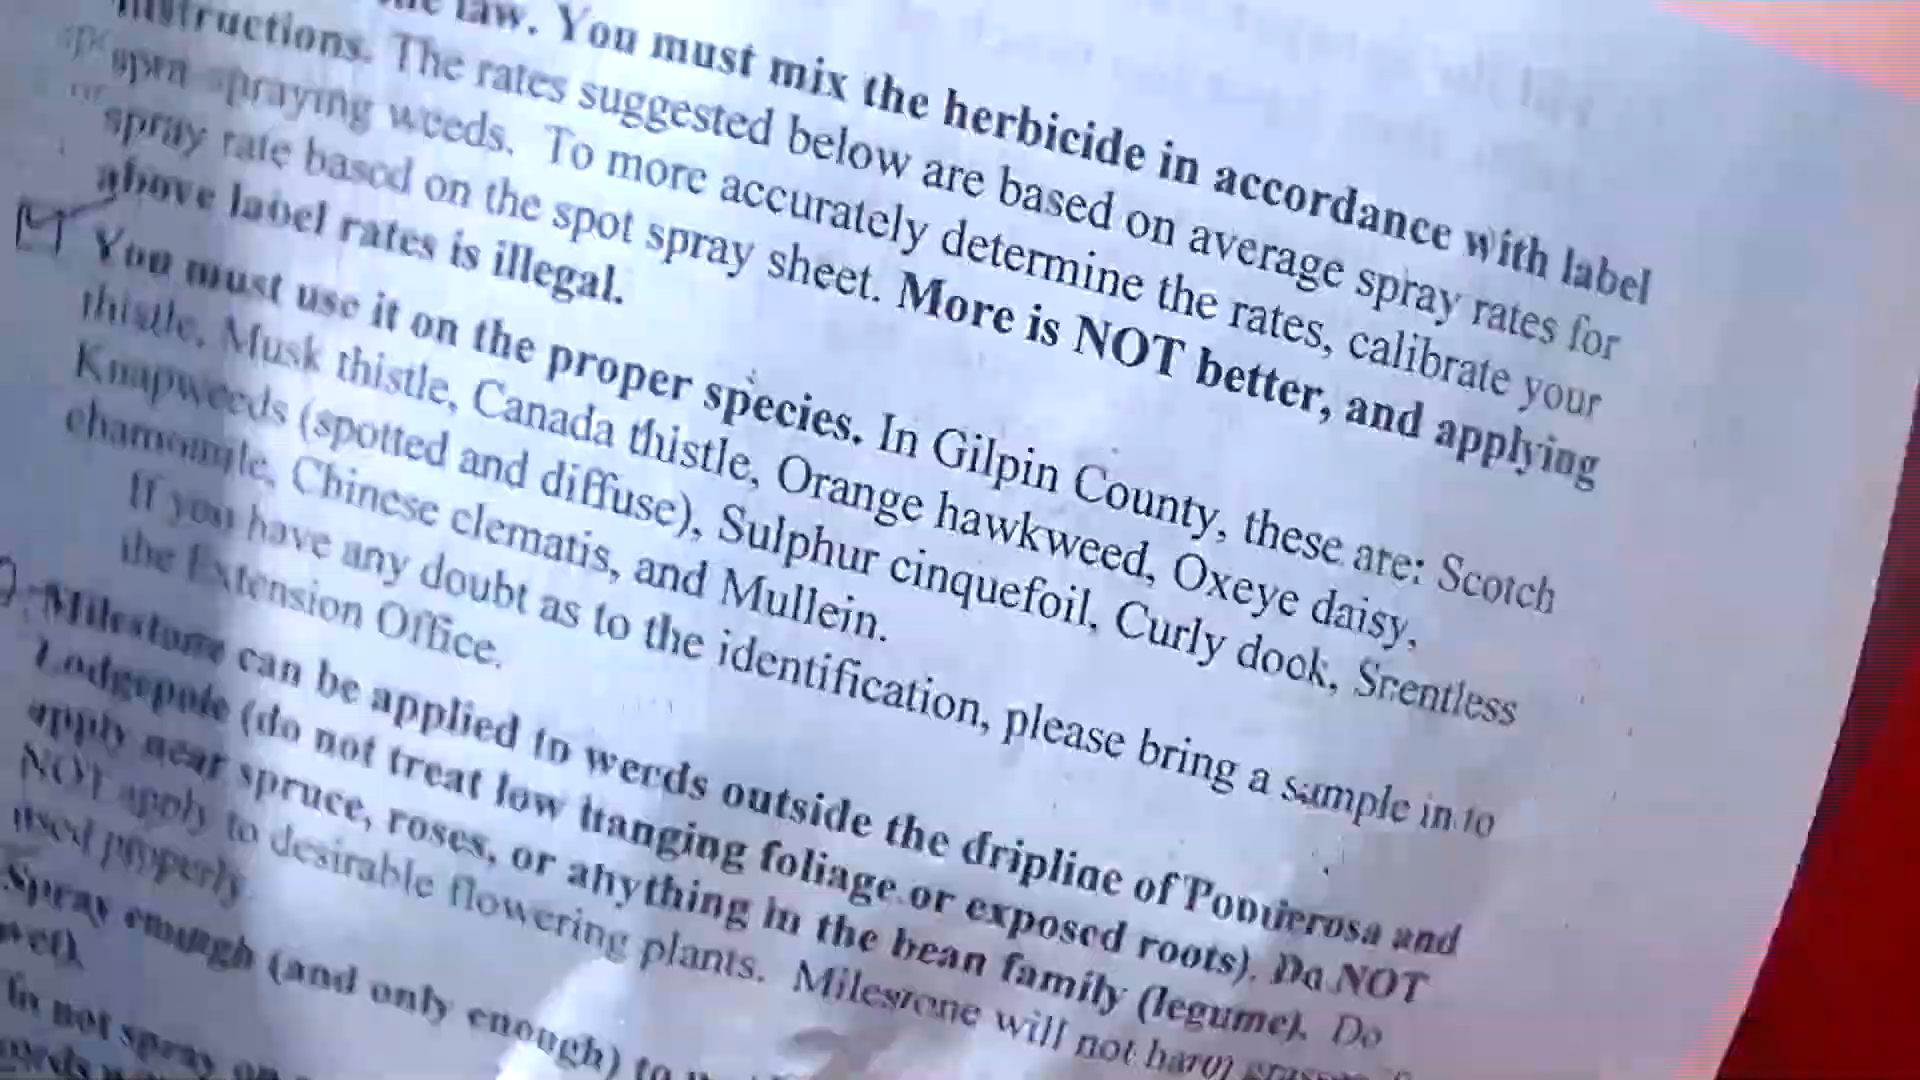 the law. You must mix the herbicide in accordance with label
instructions. The rates suggested below are based on average spray rates for
spraying weeds. To more accurately determine the rates, calibrate your
spray rate based on the spot spray sheet. More is NOT better, and applying
above label rates is illegal.
You must use it on the proper species. In Gilpin County, these are: Scotch
thistle, Musk thistle, Canada thistle, Orange hawkweed, Oxeye daisy,
Knapweeds (spotted and diffuse), Sulphur cinquefoil, Curly dock, Scentless
chamomile, Chinese clematis, and Mullein.
If you have any doubt as to the identification, please bring a sample in to
the Extension Office.
Milestone can be applied to weeds outside the dripline of Ponderosa and
Lodgepole (do not treat low hanging foliage or exposed roots). Do NOT
apply near spruce, roses, or anything in the bean family (legume). Do
NOT apply to desirable flowering plants. Milestone will not harm
used properly.
Spray enough (and only enough) to
wet).
not spray on